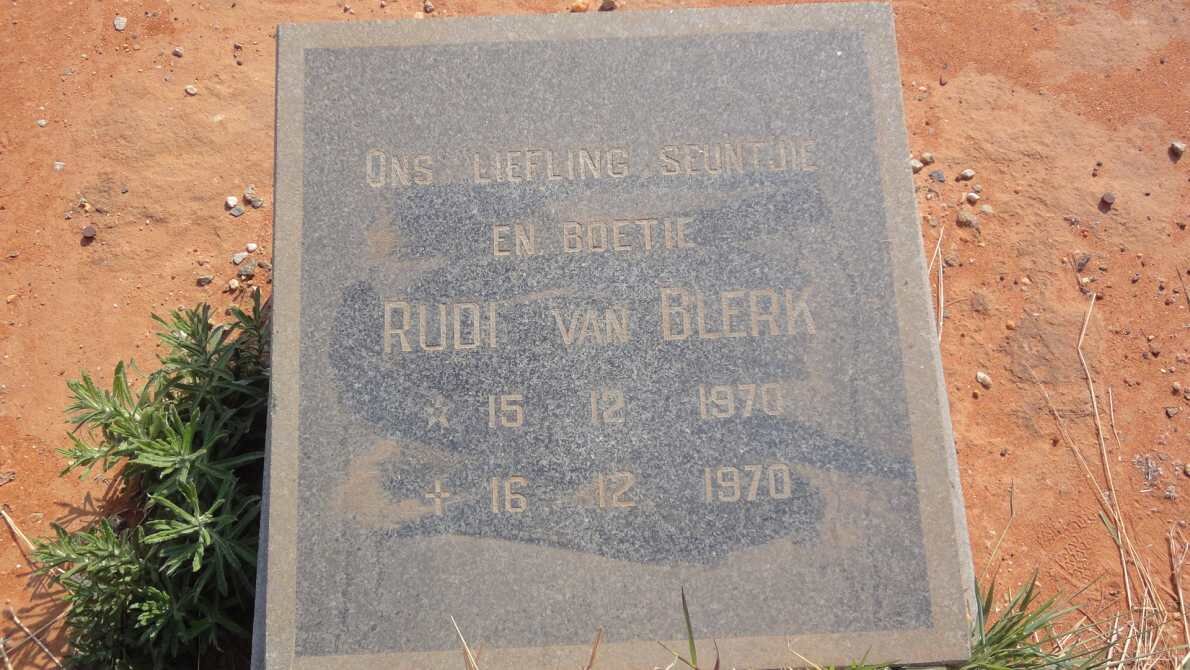 Ons liefling seuntjie
en boetie
Rudi van Blerk
☆ 15 12 1970
✝ 16 12 1970